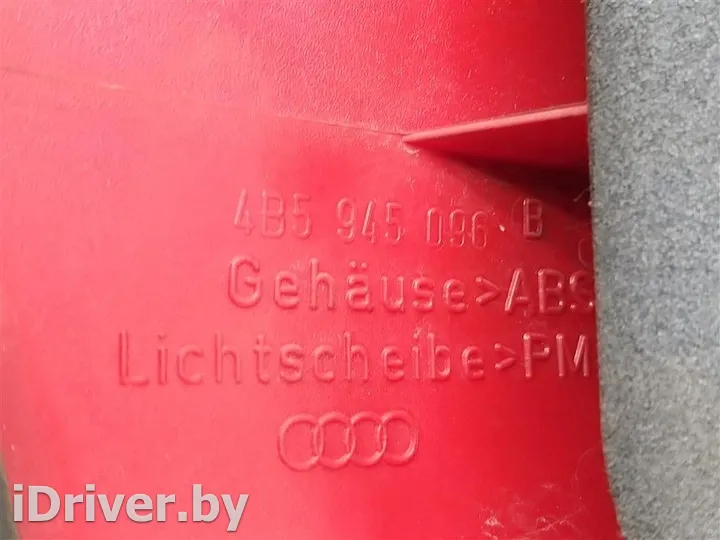 4B5 945 096 B
Gehäuse>ABS
Lichtscheibe>PM
iDriver.by